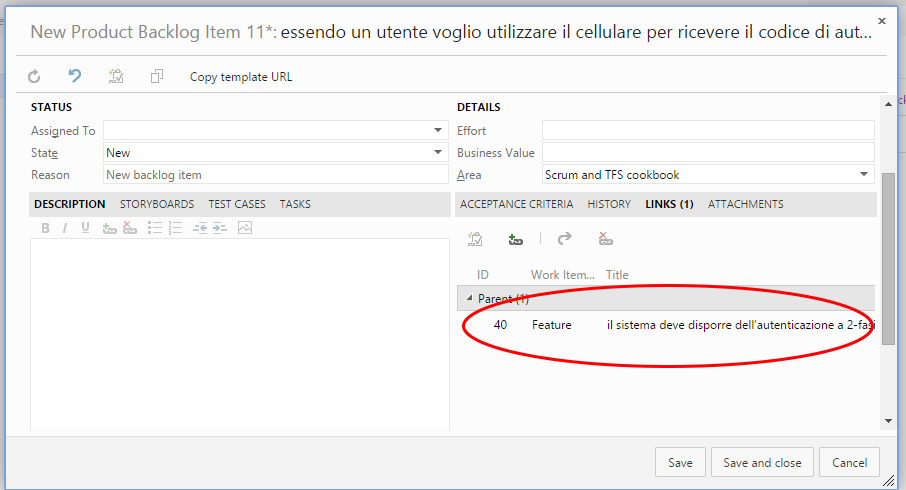 New Product Backlog Item 11*: essendo un utente voglio utilizzare il cellulare per ricevere il codice di aut...
Copy template URL
STATUS
Assigned To
State New
Reason New backlog item
DETAILS
Effort
Business Value
Area Scrum and TFS cookbook
DESCRIPTION STORYBOARDS TEST CASES TASKS
B I U
ACCEPTANCE CRITERIA HISTORY LINKS (1) ATTACHMENTS
ID Work Item... Title
Parent (1)
40 Feature il sistema deve disporre dell'autenticazione a 2-fasi
Save Save and close Cancel